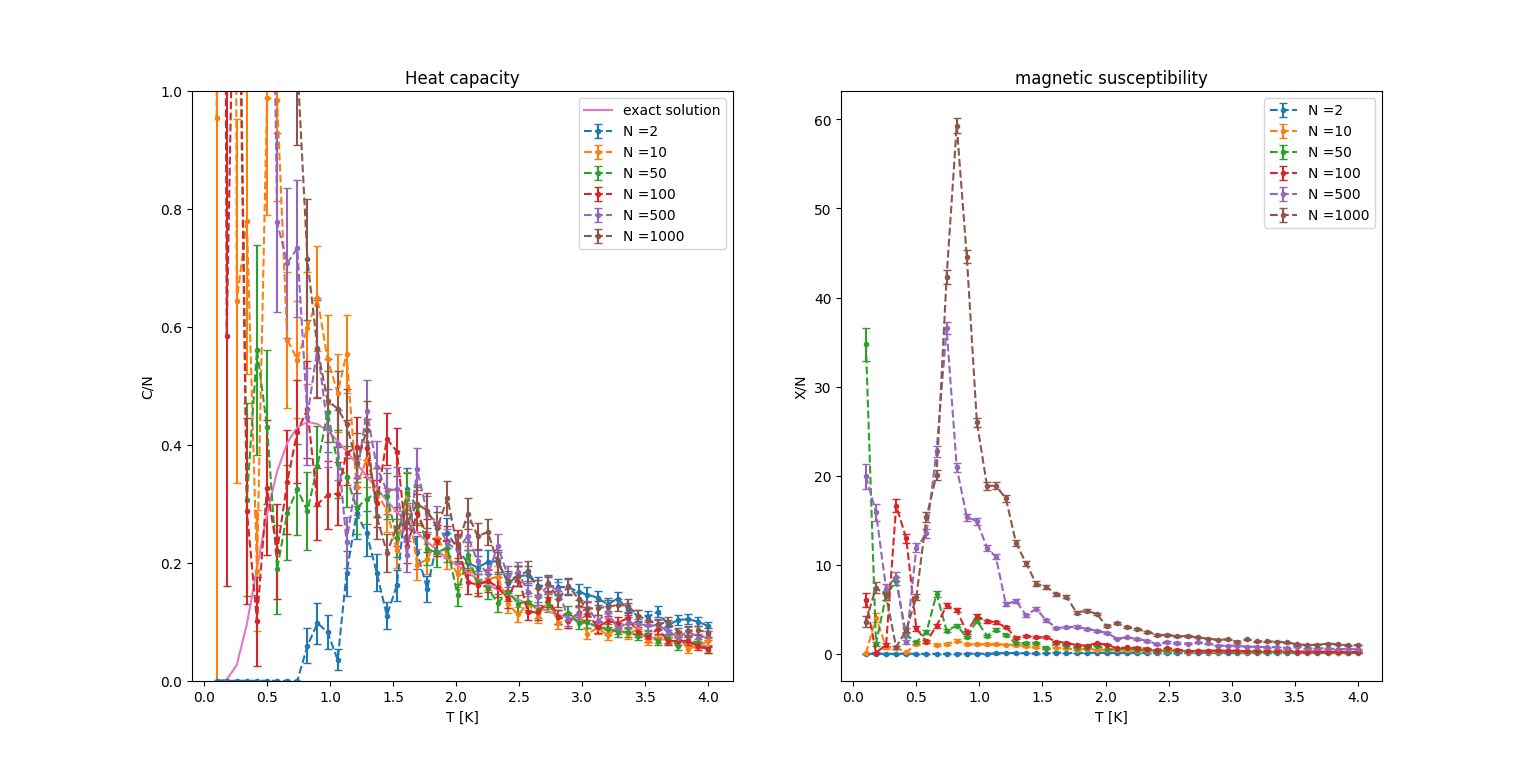 Heat capacity
C/N
1.0
0.8
0.6
0.4
0.2
0.0
0.0 0.5 1.0 1.5 2.0 2.5 3.0 3.5 4.0
T [K]
exact solution
N =2
N =10
N =50
N =100
N =500
N =1000
magnetic susceptibility
X/N
60
50
40
30
20
10
0
0.0 0.5 1.0 1.5 2.0 2.5 3.0 3.5 4.0
T [K]
N =2
N =10
N =50
N =100
N =500
N =1000